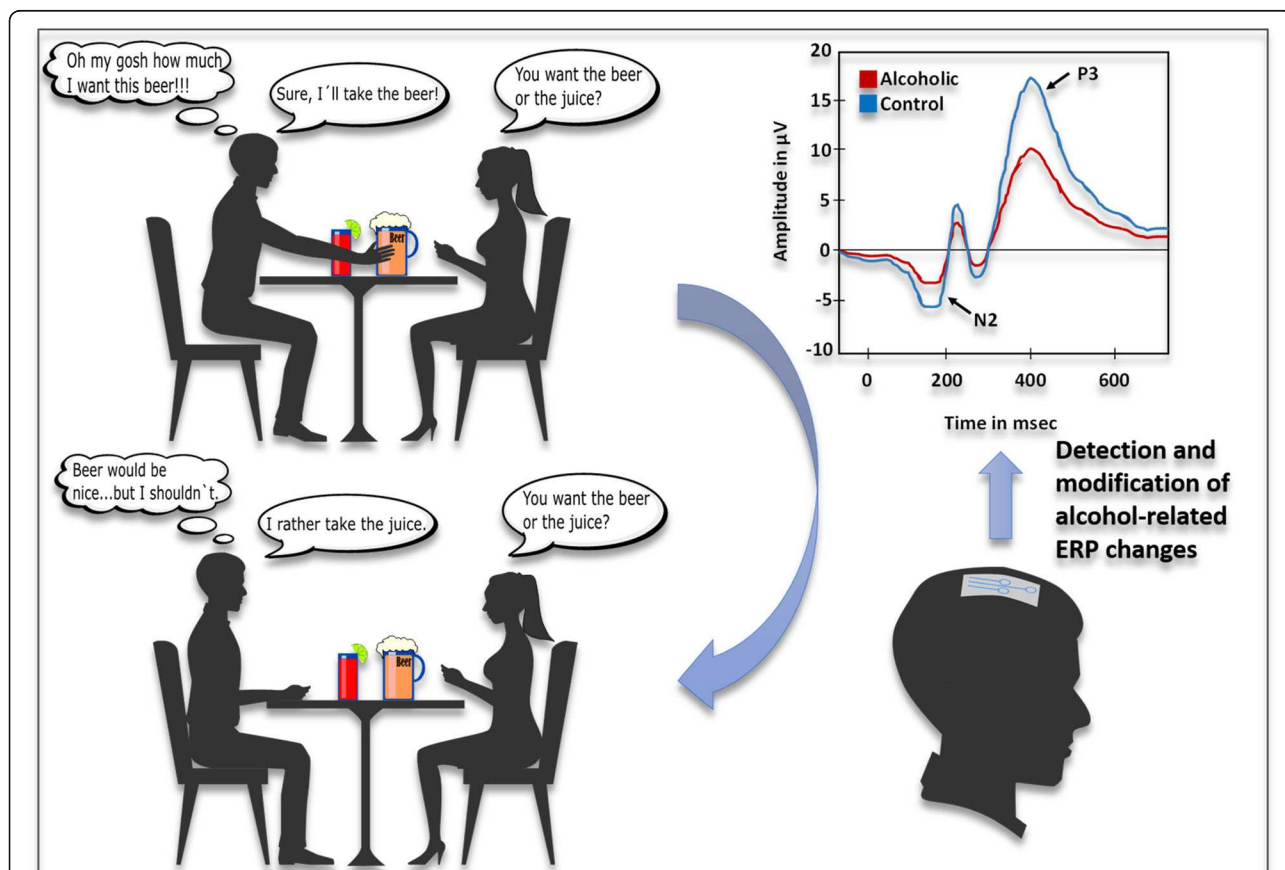 Oh my gosh how much
I want this beer!!!
Sure, I´ll take the beer!
You want the beer
or the juice?
Beer
Beer would be
nice...but I shouldn`t.
I rather take the juice.
You want the beer
or the juice?
Beer
Alcoholic
Control
P3
N2
Amplitude in µV
20
15
10
5
0
-5
-10
0
200
400
600
Time in msec
Detection and
modification of
alcohol-related
ERP changes